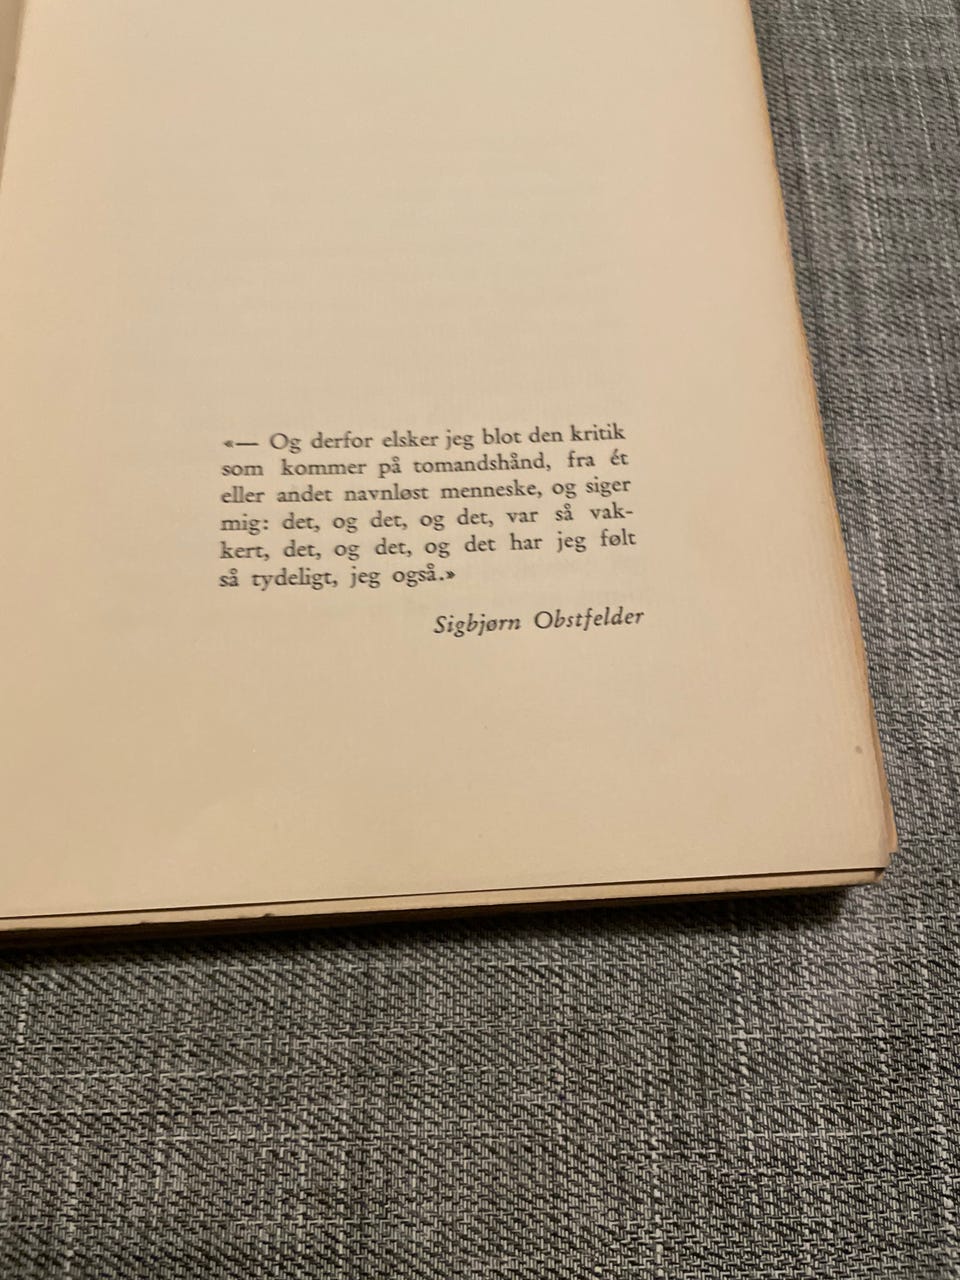 «— Og derfor elsker jeg blot den kritik
som kommer på tomandshånd, fra ét
eller andet navnløst menneske, og siger
mig: det, og det, og det, var så vak-
kert, det, og det, og det har jeg følt
så tydeligt, jeg også.»
Sigbjørn Obstfelder